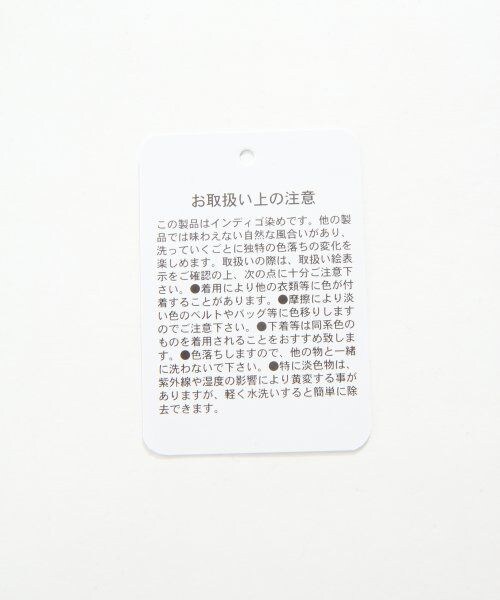 お取扱い上の注意
この製品はインディゴ染めです。他の製
品では味わえない自然な風合いがあり、
洗っていくごとに独特の色落ちの変化を
楽しめます。取扱いの際は、取扱い絵表
示をご確認の上、次の点に十分ご注意下
さい。●着用により他の衣類等に色が付
着することがあります。●摩擦により淡
い色のベルトやバッグ等に色移りします
のでご注意下さい。●下着等は同系色の
ものを着用されることをおすすめ致しま
す。●色落ちしますので、他の物と一緒
に洗わないで下さい。●特に淡色物は、
紫外線や湿度の影響により黄変する事が
ありますが、軽く水洗いすると簡単に除
去できます。